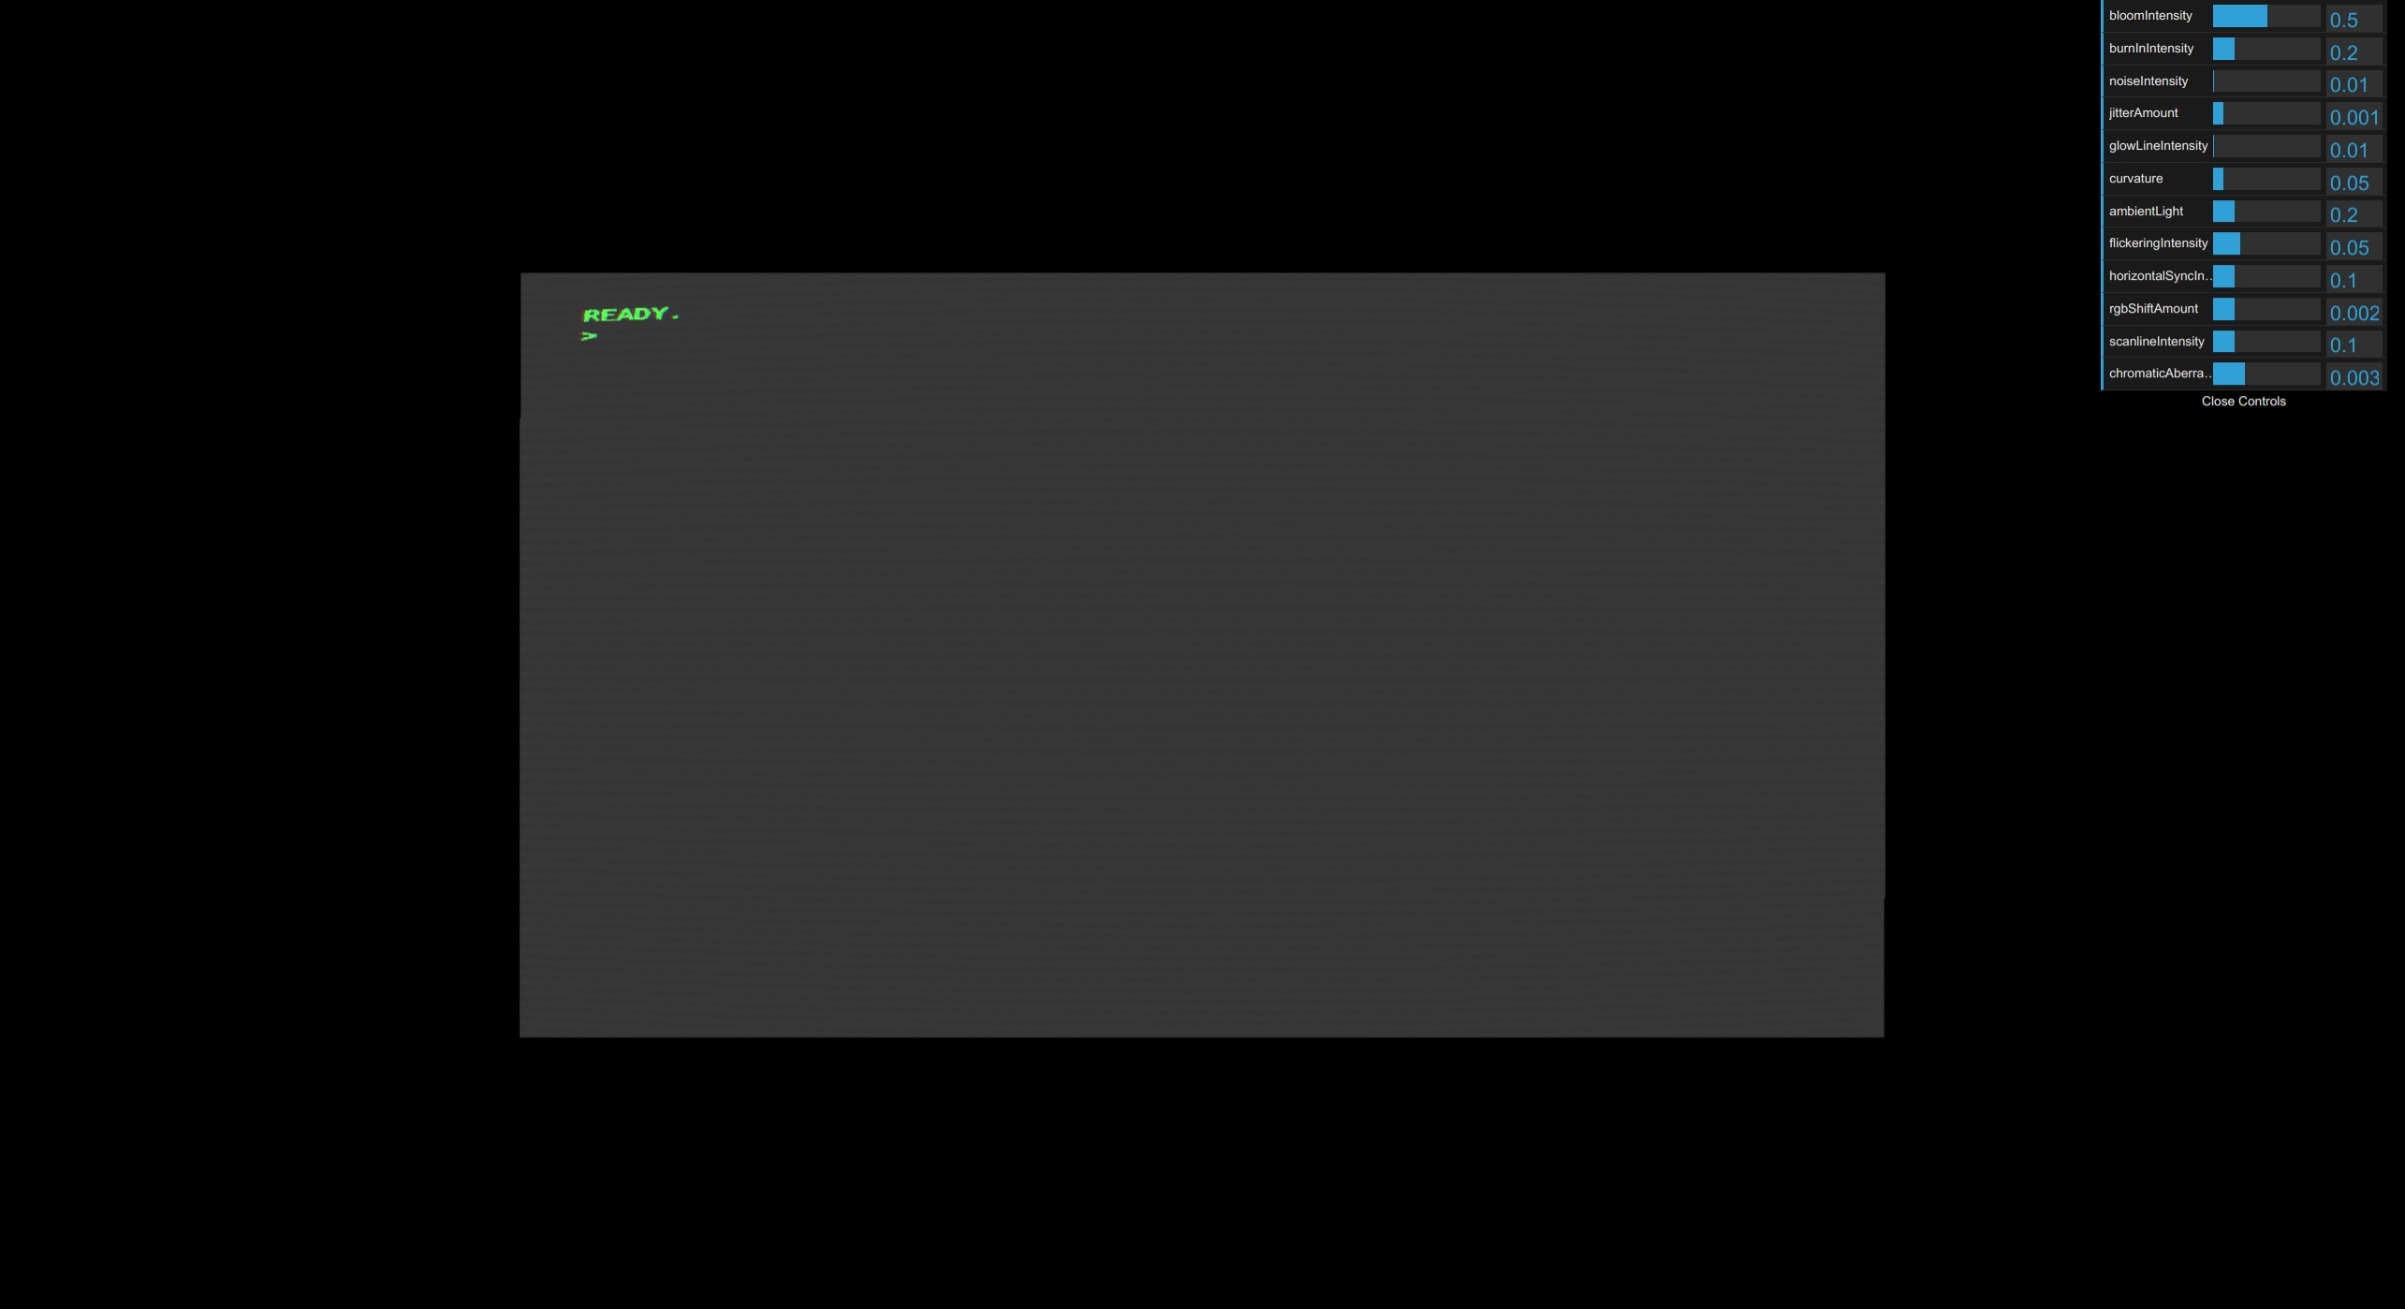 READY.
>
bloomIntensity 0.5
burnInIntensity 0.2
noiseIntensity 0.01
jitterAmount 0.001
glowLineIntensity 0.01
curvature 0.05
ambientLight 0.2
flickeringIntensity 0.05
horizontalSyncIn.. 0.1
rgbShiftAmount 0.002
scanlineIntensity 0.1
chromaticAberra.. 0.003
Close Controls